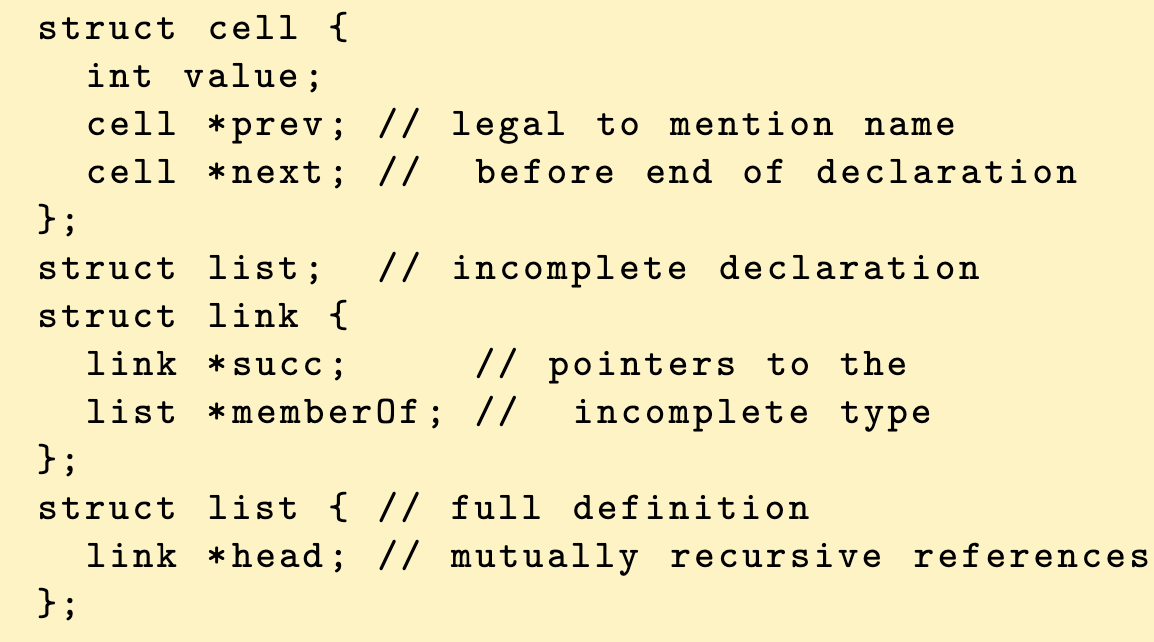 struct cell {
  int value;
  cell *prev; // legal to mention name
  cell *next; //  before end of declaration
};
struct list;  // incomplete declaration
struct link {
  link *succ;     // pointers to the
  list *memberOf; //  incomplete type
};
struct list { // full definition
  link *head; // mutually recursive references
};